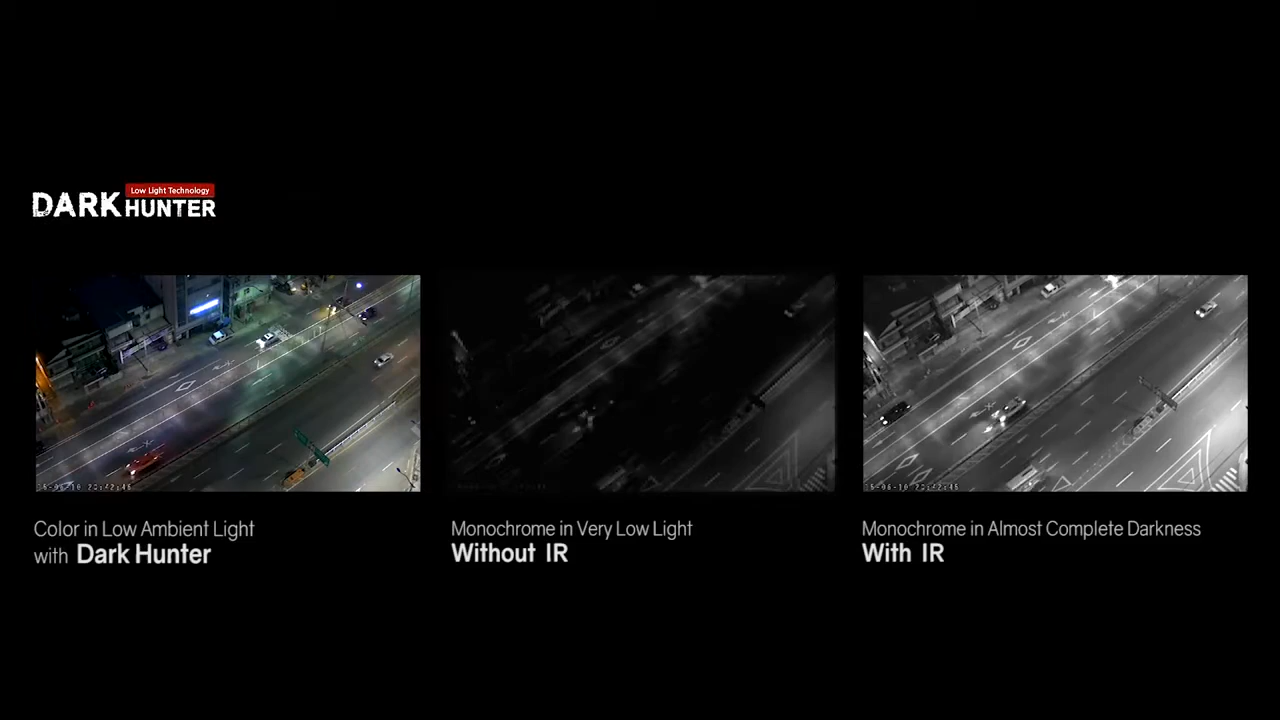 Low Light Technology
DARK HUNTER
Color in Low Ambient Light
with Dark Hunter
Monochrome in Very Low Light
Without IR
Monochrome in Almost Complete Darkness
With IR